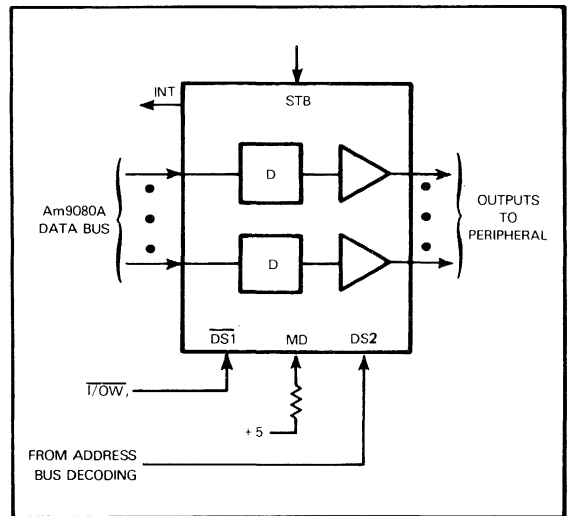 INT
STB
D
Am9080A
DATA BUS
OUTPUTS
TO
PERIPHERAL
D
DS1
MD
DS2
I/OW,
+ 5
FROM ADDRESS
BUS DECODING